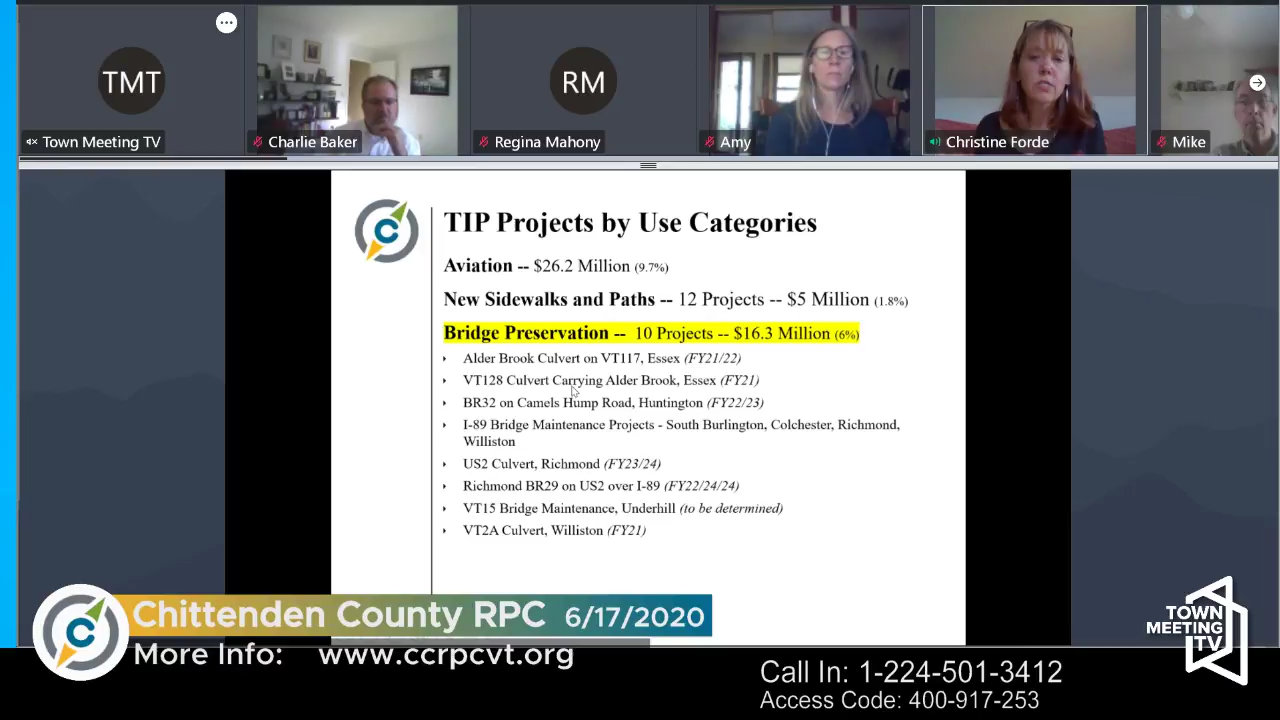 TMT
RM
Town Meeting TV
Charlie Baker
Regina Mahony
Amy
Christine Forde
Mike
C
TIP Projects by Use Categories
Aviation -- $26.2 Million (9.7%)
New Sidewalks and Paths -- 12 Projects -- $5 Million (1.8%)
Bridge Preservation -- 10 Projects -- $16.3 Million (6%)
Alder Brook Culvert on VT117, Essex (FY21/22)
VT128 Culvert Carrying Alder Brook, Essex (FY21)
BR32 on Camels Hump Road, Huntington (FY22/23)
I-89 Bridge Maintenance Projects - South Burlington, Colchester, Richmond,
Williston
US2 Culvert, Richmond (FY23/24)
Richmond BR29 on US2 over I-89 (FY22/24/24)
VT15 Bridge Maintenance, Underhill (to be determined)
VT2A Culvert, Williston (FY21)
C
Chittenden County RPC 6/17/2020
More Info: www.ccrpcvt.org
TOWN
MEETING
TV
Call In: 1-224-501-3412
Access Code: 400-917-253